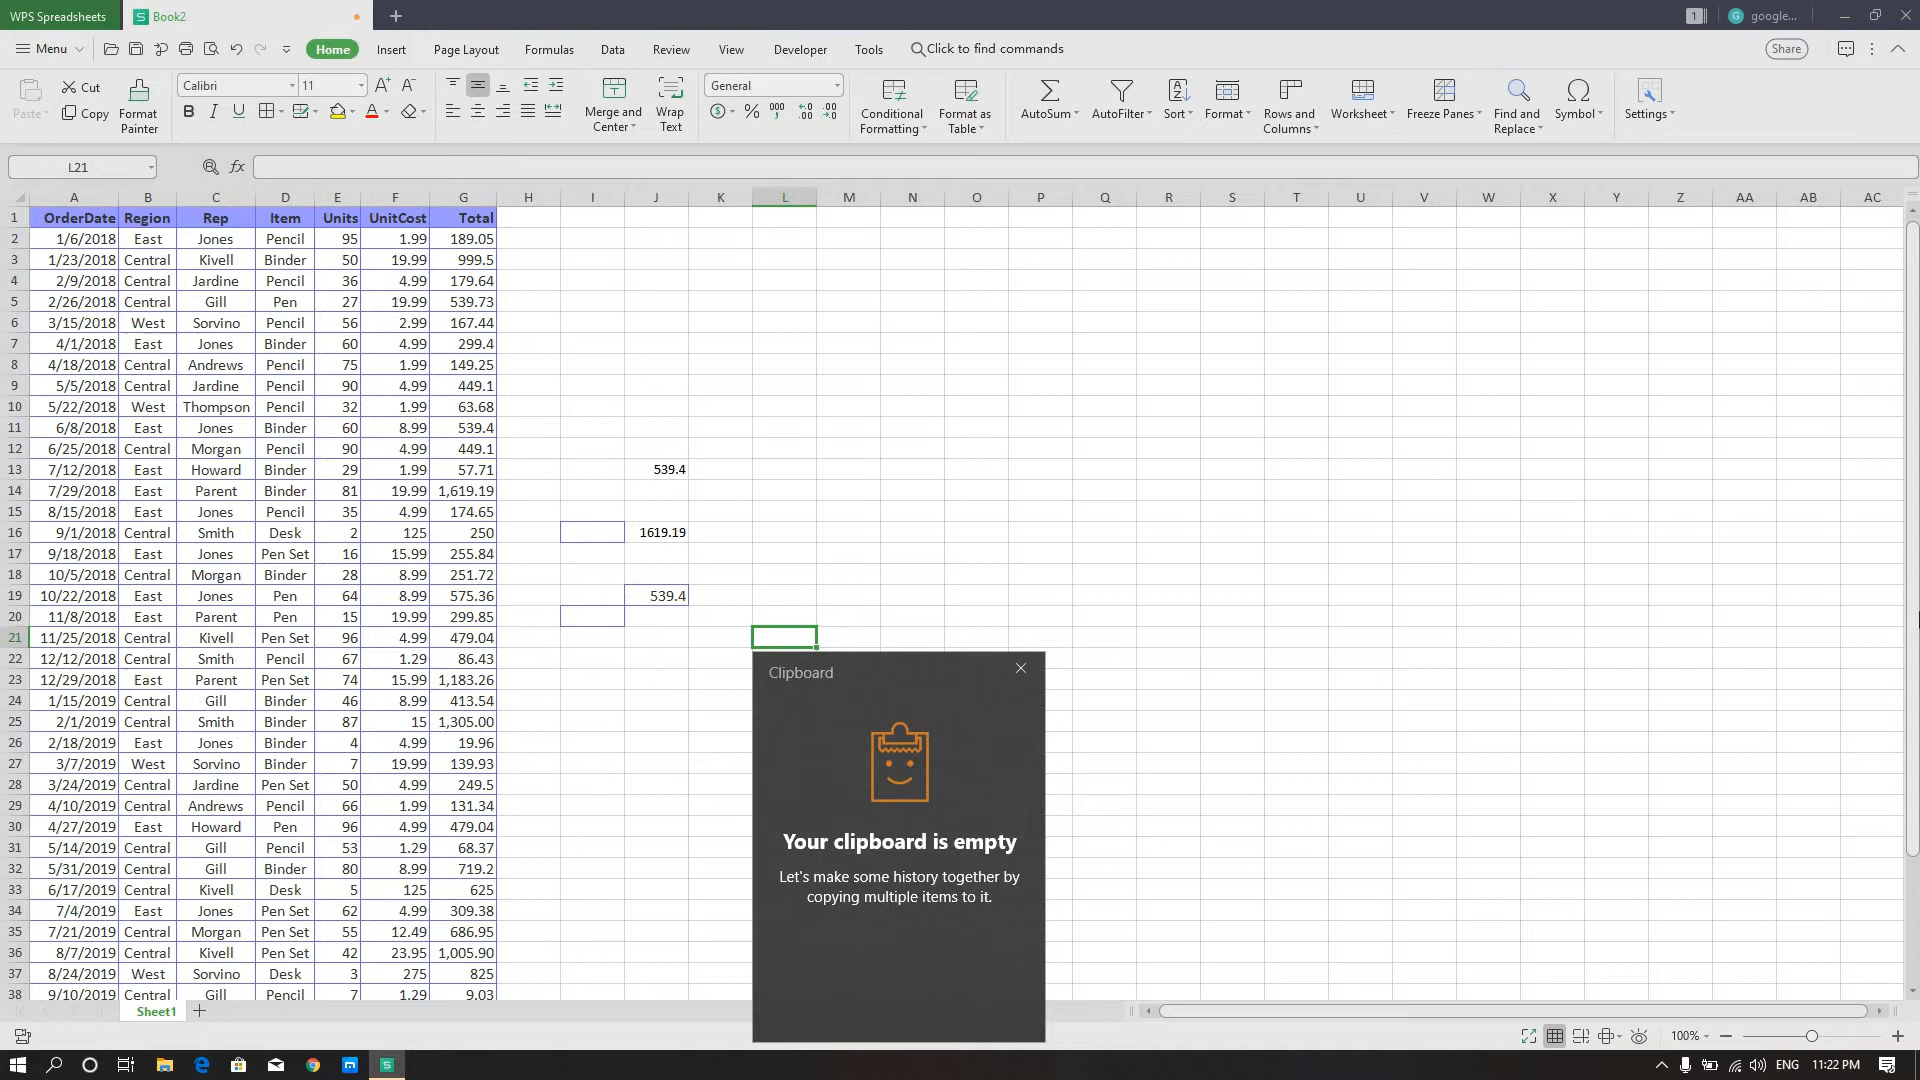 WPS Spreadsheets Book2 1 G google...
Menu Home Insert Page Layout Formulas Data Review View Developer Tools Click to find commands Share
Paste Cut Copy Format Painter Calibri 11 Merge and Center Wrap Text General Conditional Formatting Format as Table AutoSum AutoFilter Sort Format Rows and Columns Worksheet Freeze Panes Find and Replace Symbol Settings
L21 fx
A B C D E F G H I J K L M N O P Q R S T U V W X Y Z AA AB AC
1 OrderDate Region Rep Item Units UnitCost Total
2 1/6/2018 East Jones Pencil 95 1.99 189.05
3 1/23/2018 Central Kivell Binder 50 19.99 999.5
4 2/9/2018 Central Jardine Pencil 36 4.99 179.64
5 2/26/2018 Central Gill Pen 27 19.99 539.73
6 3/15/2018 West Sorvino Pencil 56 2.99 167.44
7 4/1/2018 East Jones Binder 60 4.99 299.4
8 4/18/2018 Central Andrews Pencil 75 1.99 149.25
9 5/5/2018 Central Jardine Pencil 90 4.99 449.1
10 5/22/2018 West Thompson Pencil 32 1.99 63.68
11 6/8/2018 East Jones Binder 60 8.99 539.4
12 6/25/2018 Central Morgan Pencil 90 4.99 449.1
13 7/12/2018 East Howard Binder 29 1.99 57.71 539.4
14 7/29/2018 East Parent Binder 81 19.99 1,619.19
15 8/15/2018 East Jones Pencil 35 4.99 174.65
16 9/1/2018 Central Smith Desk 2 125 250 1619.19
17 9/18/2018 East Jones Pen Set 16 15.99 255.84
18 10/5/2018 Central Morgan Binder 28 8.99 251.72
19 10/22/2018 East Jones Pen 64 8.99 575.36 539.4
20 11/8/2018 East Parent Pen 15 19.99 299.85
21 11/25/2018 Central Kivell Pen Set 96 4.99 479.04
22 12/12/2018 Central Smith Pencil 67 1.29 86.43
23 12/29/2018 East Parent Pen Set 74 15.99 1,183.26
24 1/15/2019 Central Gill Binder 46 8.99 413.54
25 2/1/2019 Central Smith Binder 87 15 1,305.00
26 2/18/2019 East Jones Binder 4 4.99 19.96
27 3/7/2019 West Sorvino Binder 7 19.99 139.93
28 3/24/2019 Central Jardine Pen Set 50 4.99 249.5
29 4/10/2019 Central Andrews Pencil 66 1.99 131.34
30 4/27/2019 East Howard Pen 96 4.99 479.04
31 5/14/2019 Central Gill Pencil 53 1.29 68.37
32 5/31/2019 Central Gill Binder 80 8.99 719.2
33 6/17/2019 Central Kivell Desk 5 125 625
34 7/4/2019 East Jones Pen Set 62 4.99 309.38
35 7/21/2019 Central Morgan Pen Set 55 12.49 686.95
36 8/7/2019 Central Kivell Pen Set 42 23.95 1,005.90
37 8/24/2019 West Sorvino Desk 3 275 825
38 9/10/2019 Central Gill Pencil 7 1.29 9.03
Clipboard
Your clipboard is empty
Let's make some history together by
copying multiple items to it.
Sheet1
100%
ENG 11:22 PM